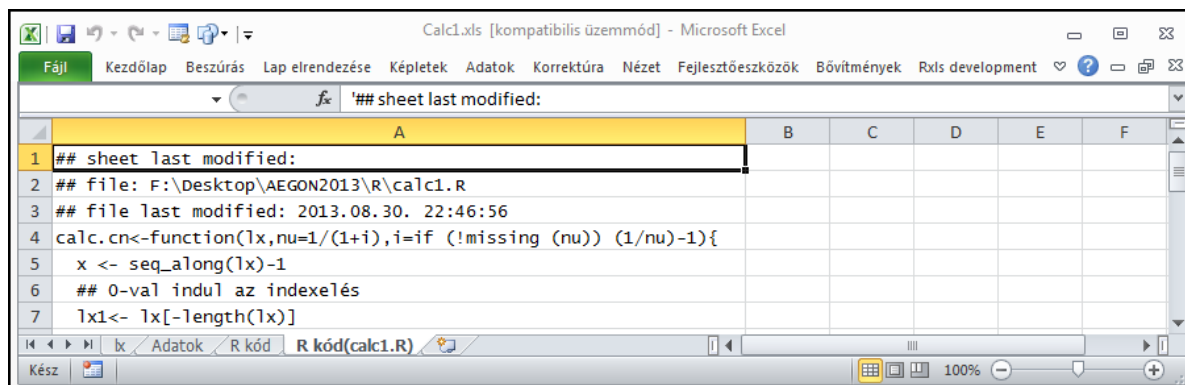 Calc1.xls [kompatibilis üzemmód] - Microsoft Excel
Fájl Kezdőlap Beszúrás Lap elrendezése Képletek Adatok Korrektúra Nézet Fejlesztőeszközök Bővítmények Rxls development
fx '## sheet last modified:
A B C D E F
1 ## sheet last modified:
2 ## file: F:\Desktop\AEGON2013\R\calc1.R
3 ## file last modified: 2013.08.30. 22:46:56
4 calc.cn<-function(lx,nu=1/(1+i),i=if (!missing (nu)) (1/nu)-1){
5 x <- seq_along(lx)-1
6 ## 0-val indul az indexelés
7 lx1<- lx[-length(lx)]
lx Adatok R kód R kód(calc1.R)
Kész 100%